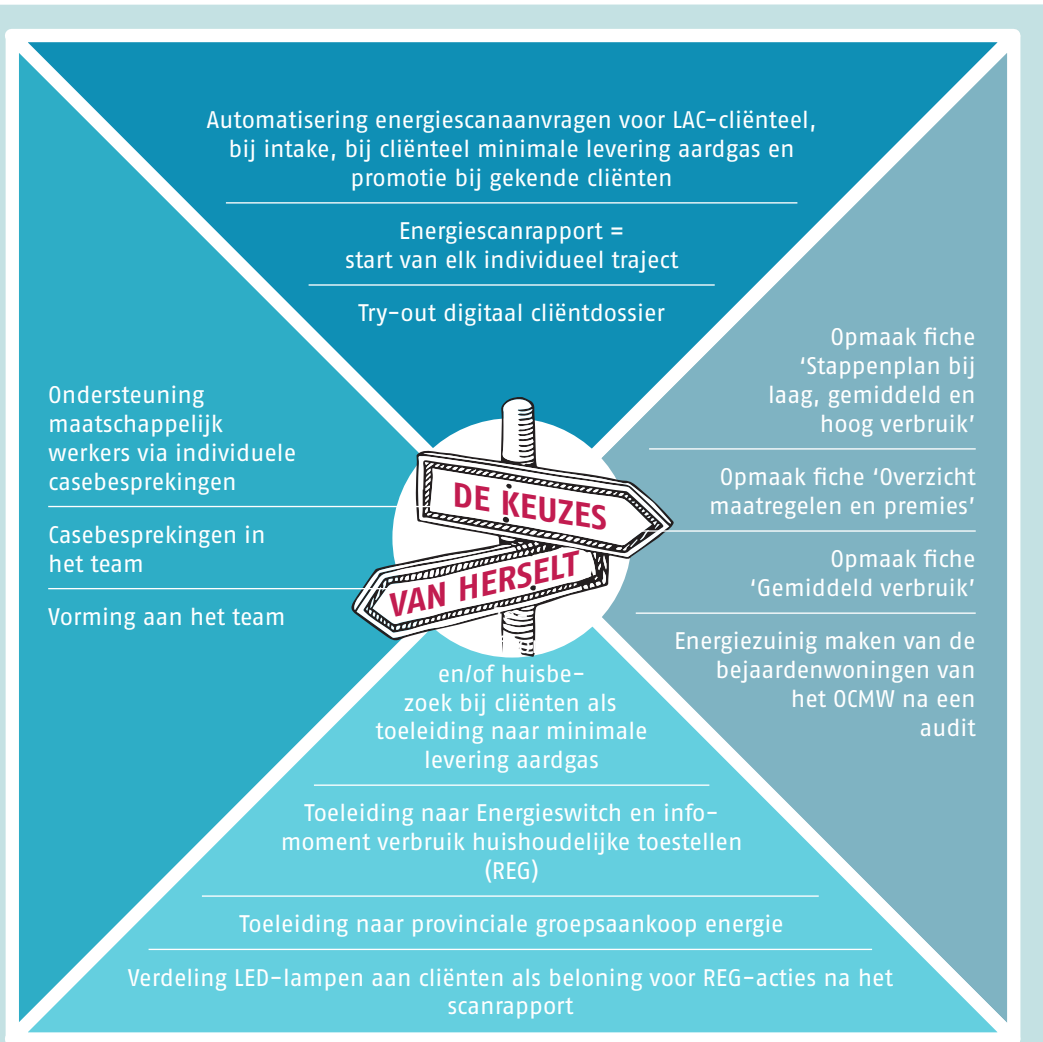 Automatisering energiescanaanvragen voor LAC-cliënteel,
bij intake, bij cliënteel minimale levering aardgas en
promotie bij gekende cliënten
Energiescanrapport =
start van elk individueel traject
Try-out digitaal cliëntdossier
Ondersteuning
maatschappelijk
werkers via individuele
casebesprekingen
Casebesprekingen in
het team
Vorming aan het team
DE KEUZES
VAN HERSELT
Opmaak fiche
‘Stappenplan bij
laag, gemiddeld en
hoog verbruik’
Opmaak fiche ‘Overzicht
maatregelen en premies’
Opmaak fiche
‘Gemiddeld verbruik’
Energiezuinig maken van de
bejaardenwoningen van
het OCMW na een
audit
en/of huisbe-
zoek bij cliënten als
toeleiding naar minimale
levering aardgas
Toeleiding naar Energieswitch en info-
moment verbruik huishoudelijke toestellen
(REG)
Toeleiding naar provinciale groepsaankoop energie
Verdeling LED-lampen aan cliënten als beloning voor REG-acties na het
scanrapport